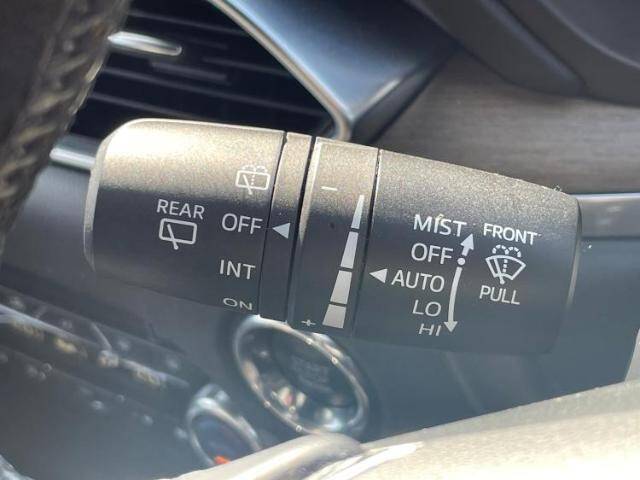 REAR
OFF
INT
ON
−
+
MIST
OFF
AUTO
LO
HI
FRONT
PULL